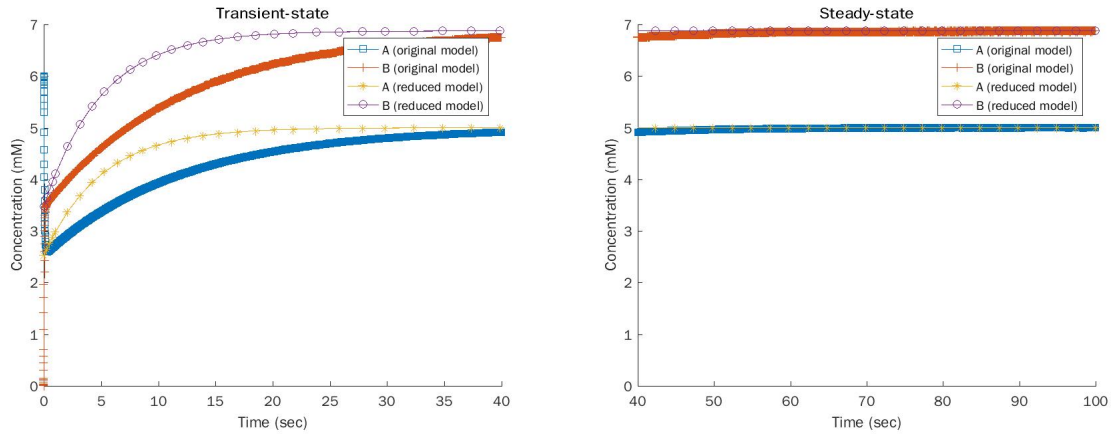 Transient-state
Concentration (mM)
7
6
5
4
3
2
1
0
A (original model)
B (original model)
A (reduced model)
B (reduced model)
0 5 10 15 20 25 30 35 40
Time (sec)
Steady-state
Concentration (mM)
7
6
5
4
3
2
1
0
A (original model)
B (original model)
A (reduced model)
B (reduced model)
40 50 60 70 80 90 100
Time (sec)